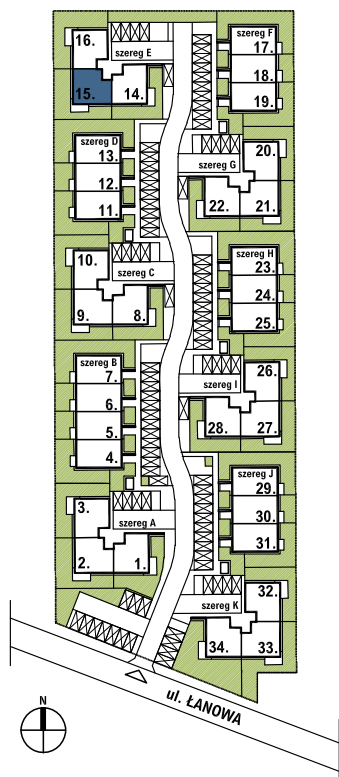 16.
szereg E
15.
14.
szereg F
17.
18.
19.
szereg D
13.
12.
11.
20.
szereg G
22.
21.
10.
szereg C
9.
8.
szereg H
23.
24.
25.
szereg B
7.
6.
5.
4.
26.
szereg I
28.
27.
3.
szereg A
2.
1.
szereg J
29.
30.
31.
32.
szereg K
34.
33.
ul. ŁANOWA
N